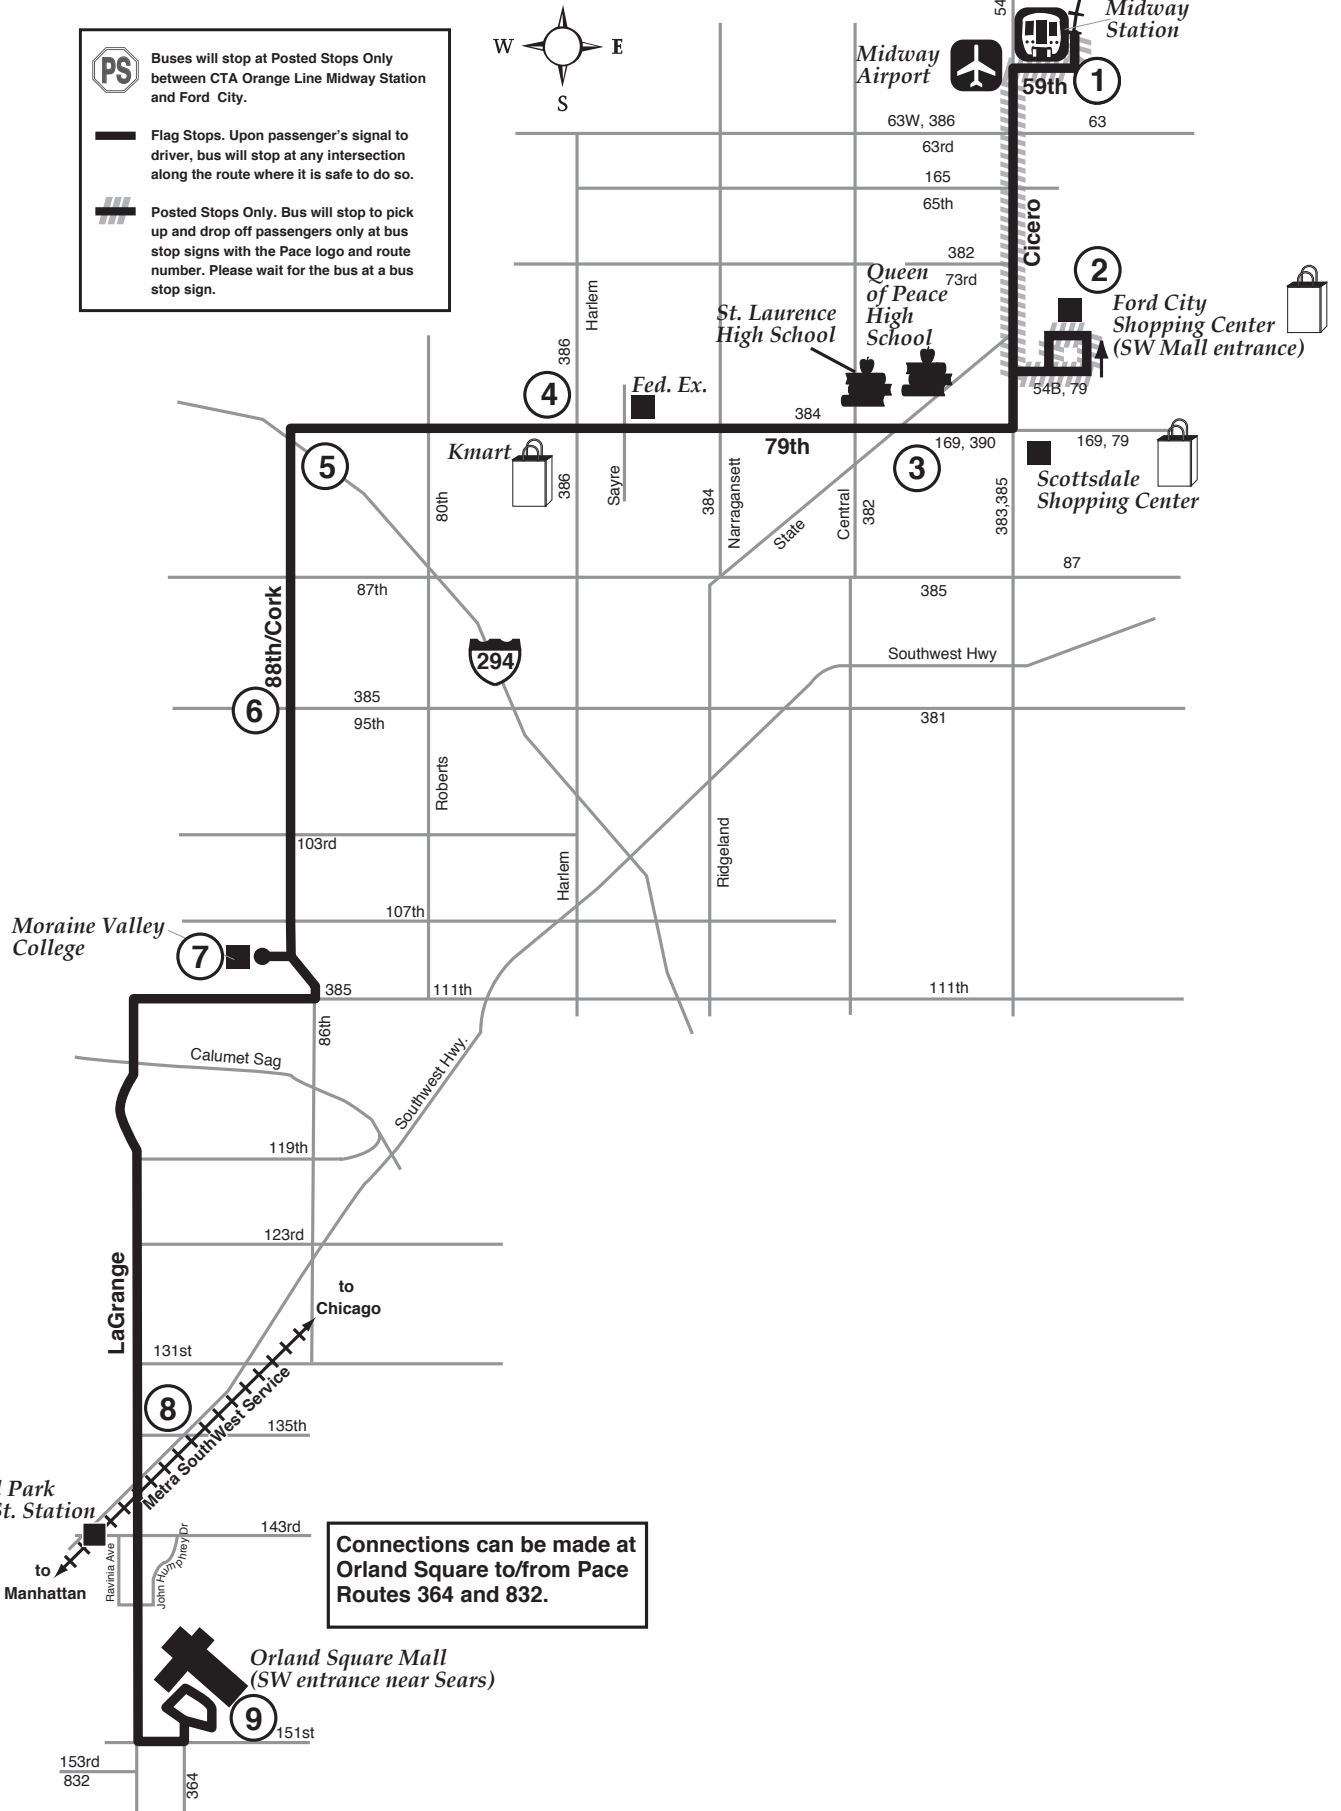 PS
Buses will stop at Posted Stops Only
between CTA Orange Line Midway Station
and Ford City.
Flag Stops. Upon passenger's signal to
driver, bus will stop at any intersection
along the route where it is safe to do so.
Posted Stops Only. Bus will stop to pick
up and drop off passengers only at bus
stop signs with the Pace logo and route
number. Please wait for the bus at a bus
stop sign.
W
E
S
54
Midway
Station
Midway
Airport
59th
1
63W, 386
63
63rd
165
65th
Cicero
382
73rd
2
Ford City
Shopping Center
(SW Mall entrance)
54B, 79
Queen
of Peace
High
School
St. Laurence
High School
Harlem
386
4
Fed. Ex.
384
79th
3
169, 390
169, 79
Scottsdale
Shopping Center
5
Kmart
80th
386
Sayre
384
Narragansett
State
Central
382
383,385
87
87th
385
88th/Cork
294
Southwest Hwy
6
385
95th
381
Roberts
103rd
Harlem
Ridgeland
107th
Moraine Valley
College
7
385
111th
111th
86th
Calumet Sag
Southwest Hwy.
119th
123rd
LaGrange
to
Chicago
131st
8
135th
Metra SouthWest Service
Park
St. Station
143rd
to
Manhattan
Ravinia Ave
John Humphrey Dr
Connections can be made at
Orland Square to/from Pace
Routes 364 and 832.
Orland Square Mall
(SW entrance near Sears)
9
151st
153rd
832
364